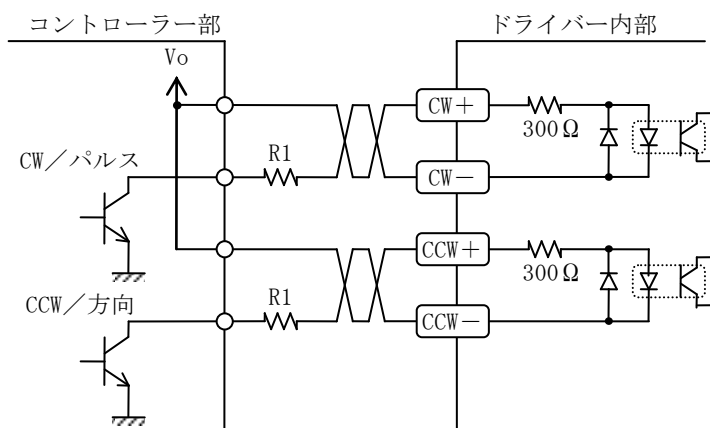 コントローラー部
ドライバー内部
Vo
CW+
300Ω
CW/パルス
R1
CW-
CCW+
300Ω
CCW/方向
R1
CCW-